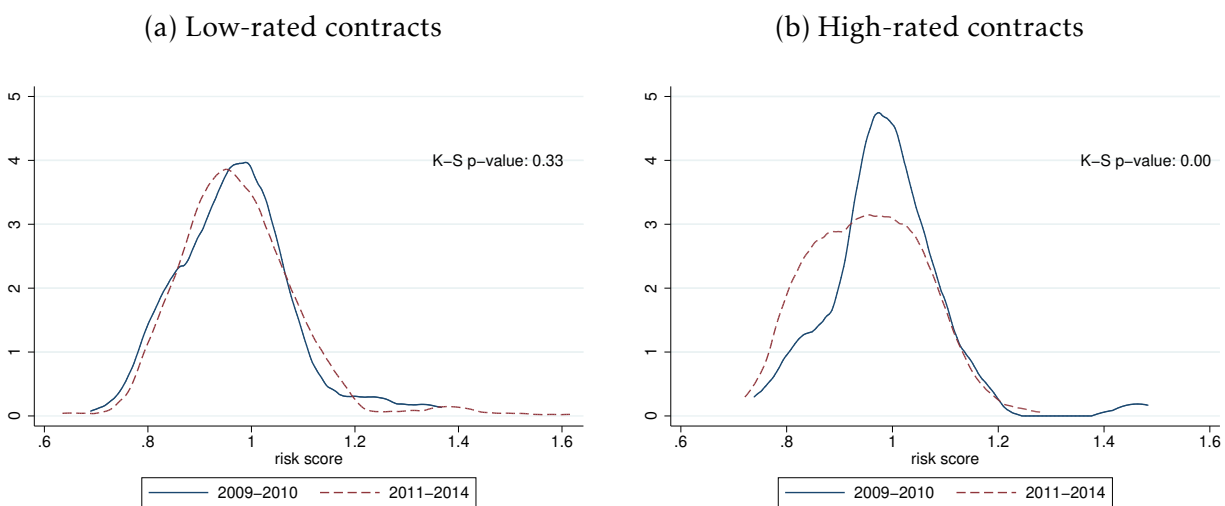 (a) Low-rated contracts
(b) High-rated contracts
5
4
3
2
1
0
K−S p-value: 0.33
.6 .8 1 1.2 1.4 1.6
risk score
2009−2010 2011−2014
5
4
3
2
1
0
K−S p-value: 0.00
.6 .8 1 1.2 1.4 1.6
risk score
2009−2010 2011−2014